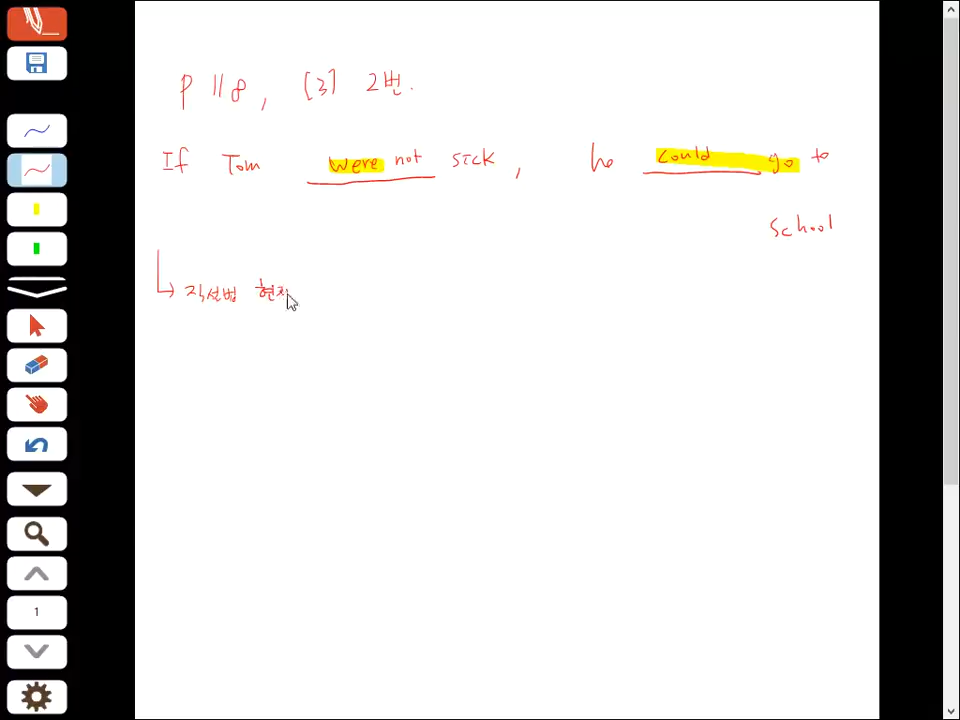 P 118, [3] 2번.
If Tom were not sick, he could go to
school
직설법 현재
1